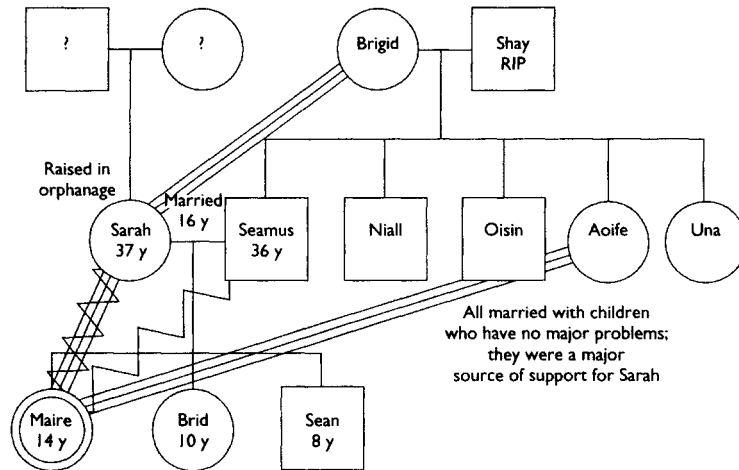 ?
?
Brigid
Shay
RIP
Raised in
orphanage
Married
16 y
Sarah
37 y
Seamus
36 y
Niall
Oisin
Aoife
Una
All married with children
who have no major problems;
they were a major
source of support for Sarah
Maire
14 y
Brid
10 y
Sean
8 y